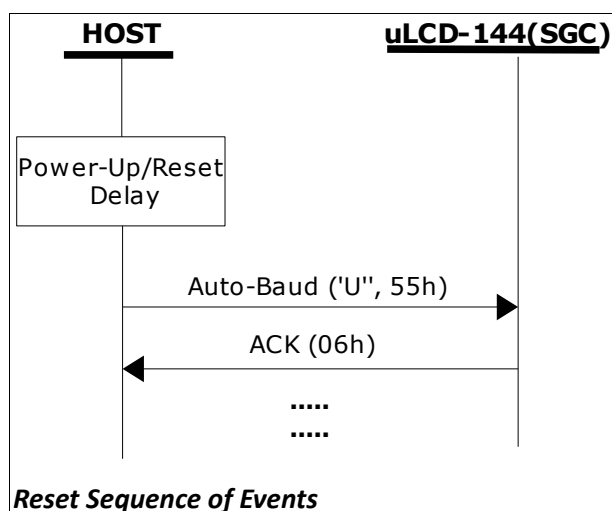 HOST
uLCD-144(SGC)
Power-Up/Reset
Delay
Auto-Baud ('U'', 55h)
ACK (06h)
.....
.....
Reset Sequence of Events